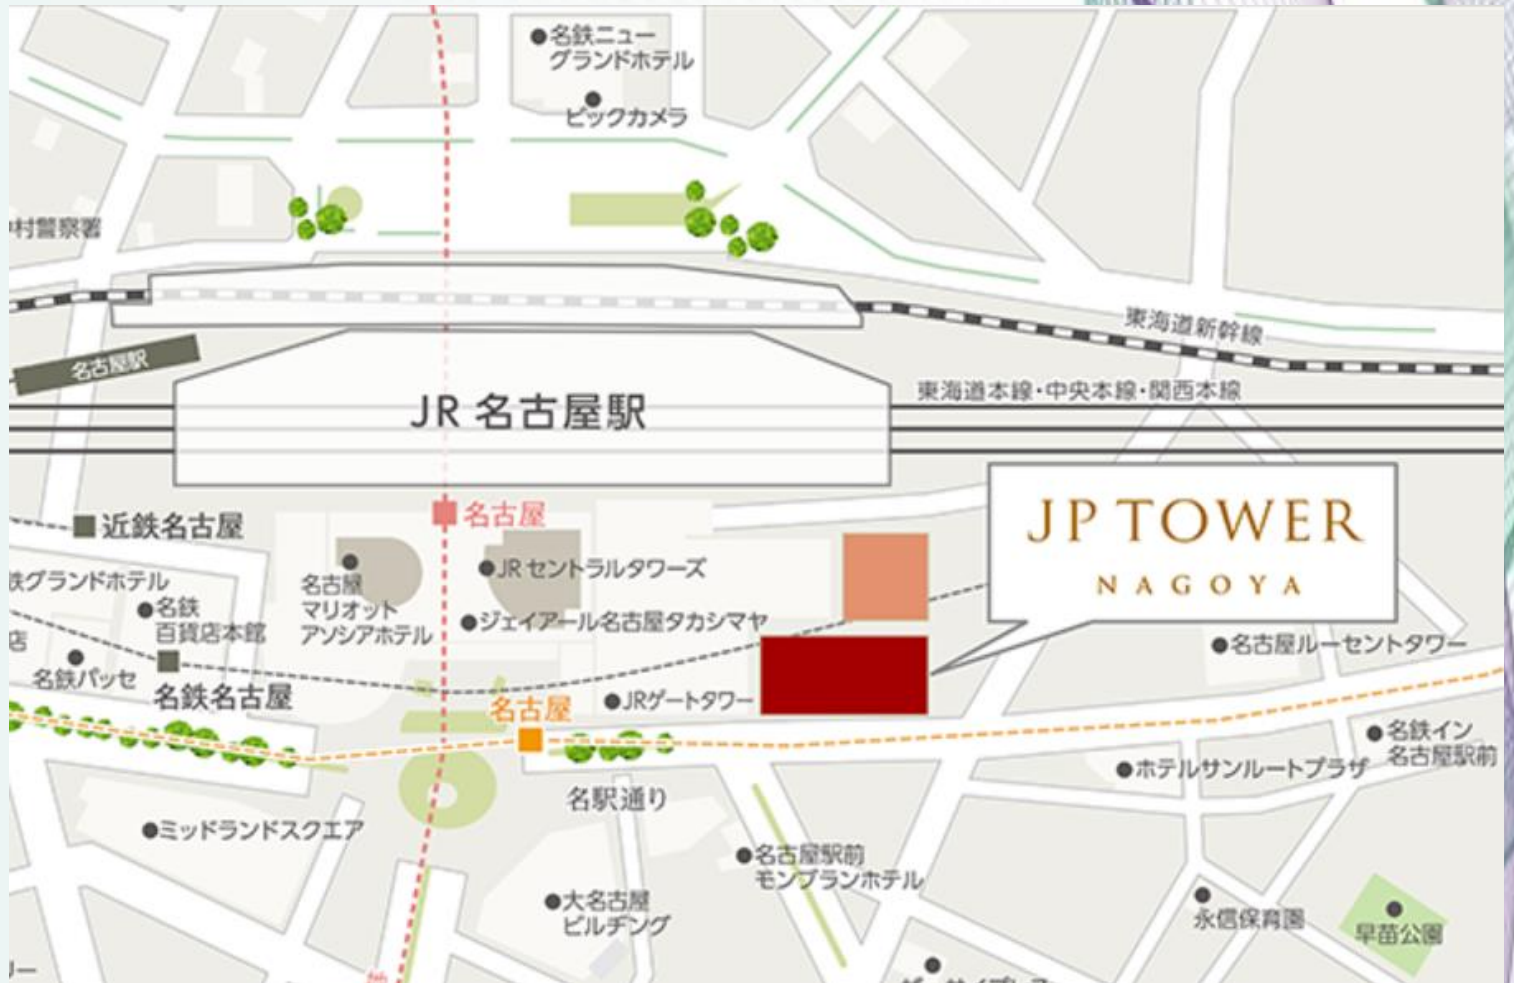 名鉄ニュー
グランドホテル
ビックカメラ
村警察署
東海道新幹線
名古屋駅
東海道本線・中央本線・関西本線
JR 名古屋駅
JP TOWER
NAGOYA
名古屋
近鉄名古屋
JR セントラルタワーズ
鉄グランドホテル
名古屋
マリオット
アソシアホテル
名鉄
百貨店本館
ジェイアール名古屋タカシマヤ
店
名古屋ルーセントタワー
名鉄パッセ
名鉄名古屋
JRゲートタワー
名古屋
名鉄イン
名古屋駅前
ホテルサンルートプラザ
名駅通り
ミッドランドスクエア
名古屋駅前
モンブランホテル
大名古屋
ビルヂング
永信保育園
早苗公園